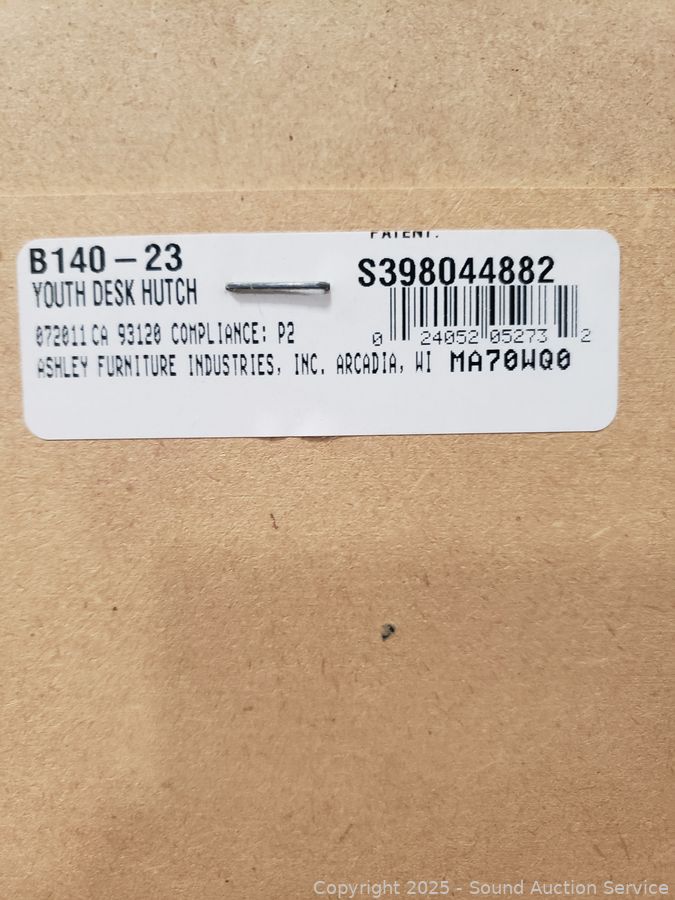 PATENT:
B140-23
S398044882
YOUTH DESK HUTCH
0 24052 05273 2
072011 CA 93120 COMPLIANCE: P2
ASHLEY FURNITURE INDUSTRIES, INC. ARCADIA, WI MA70WQ0
Copyright 2025 - Sound Auction Service